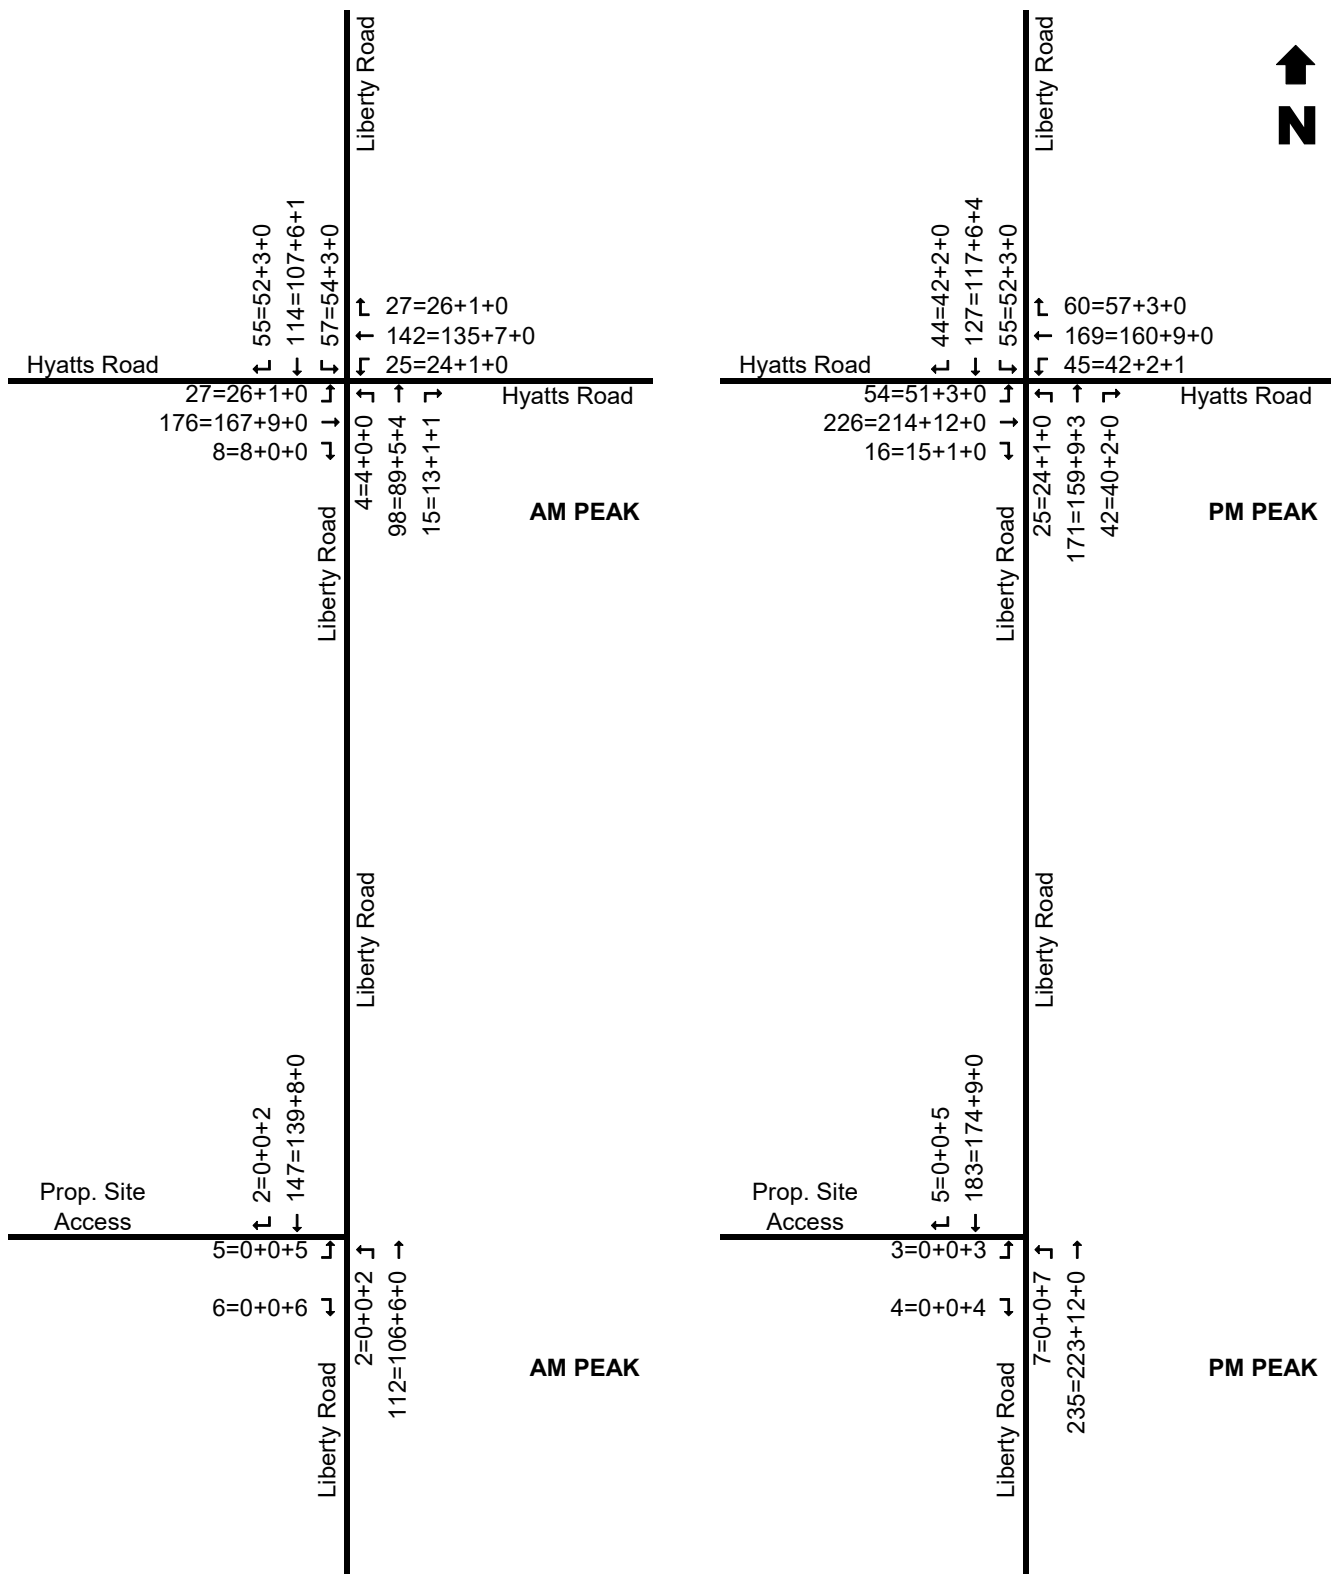 Liberty Road
55=52+3+0
114=107+6+1
57=54+3+0
27=26+1+0
142=135+7+0
25=24+1+0
Hyatts Road
27=26+1+0
176=167+9+0
8=8+0+0
Hyatts Road
4=4+0+0
98=89+5+4
15=13+1+1
AM PEAK
Liberty Road
Liberty Road
2=0+0+2
147=139+8+0
Prop. Site
Access
5=0+0+5
6=0+0+6
2=0+0+2
112=106+6+0
AM PEAK
Liberty Road
Liberty Road
N
44=42+2+0
127=117+6+4
55=52+3+0
60=57+3+0
169=160+9+0
45=42+2+1
Hyatts Road
54=51+3+0
226=214+12+0
16=15+1+0
Hyatts Road
25=24+1+0
171=159+9+3
42=40+2+0
PM PEAK
Liberty Road
Liberty Road
5=0+0+5
183=174+9+0
Prop. Site
Access
3=0+0+3
4=0+0+4
7=0+0+7
235=223+12+0
PM PEAK
Liberty Road